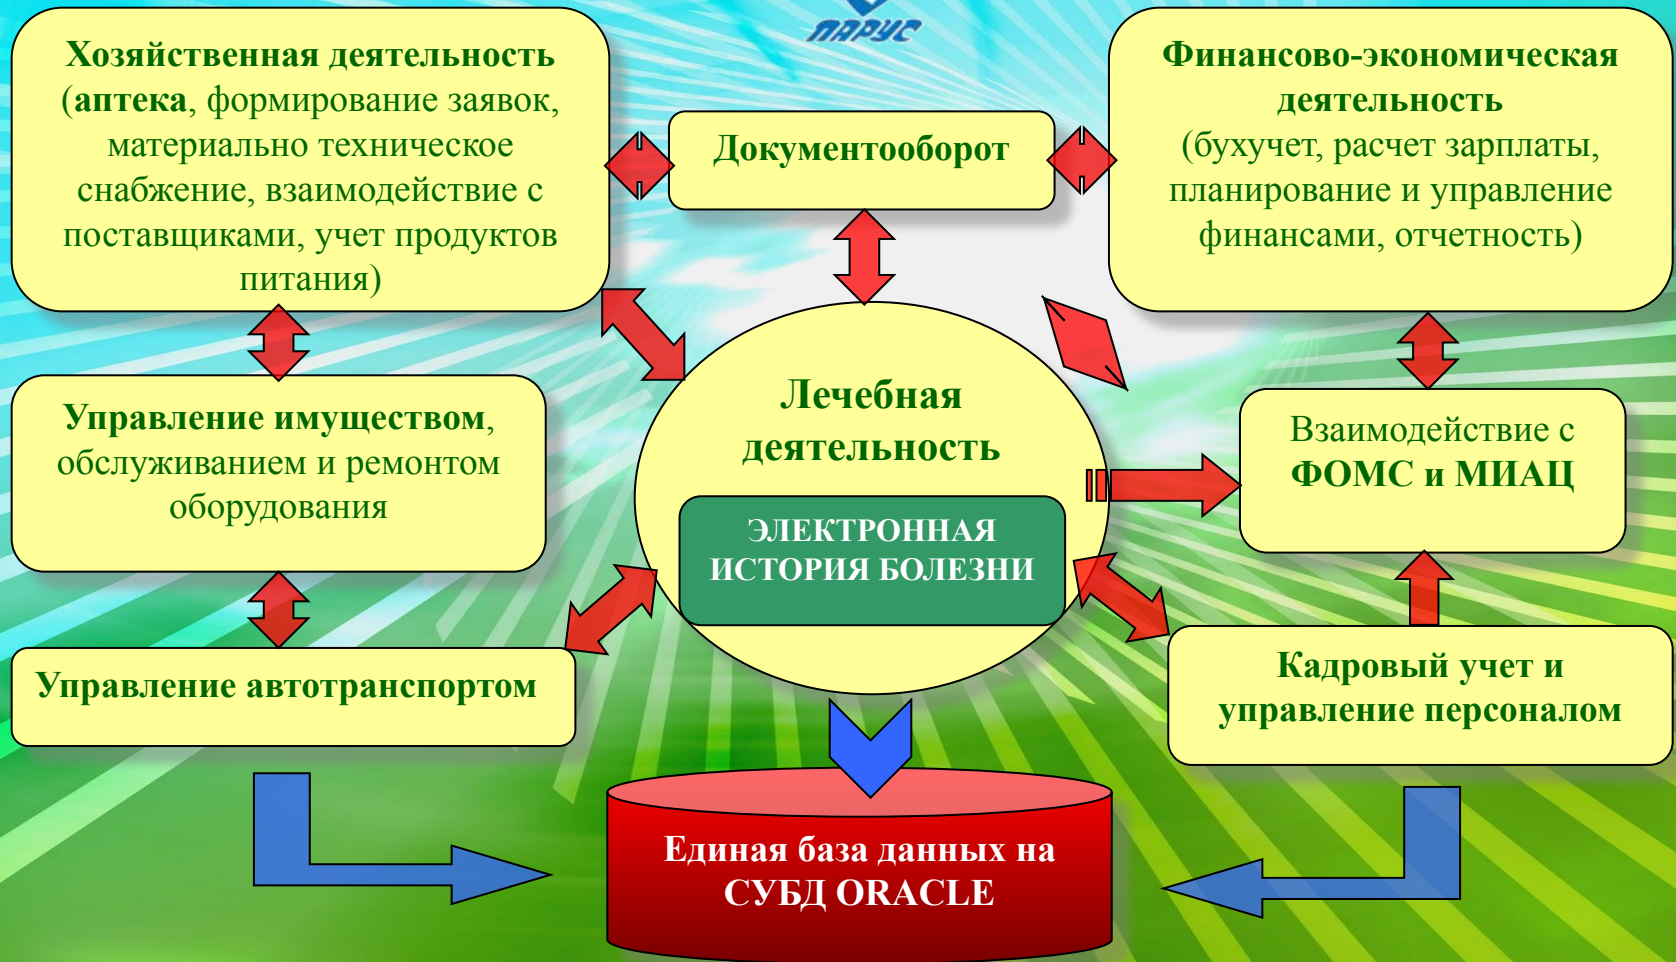 ПАРУС
Хозяйственная деятельность
(аптека, формирование заявок,
материально техническое
снабжение, взаимодействие с
поставщиками, учет продуктов
питания)
Документооборот
Финансово-экономическая
деятельность
(бухучет, расчет зарплаты,
планирование и управление
финансами, отчетность)
Управление имуществом,
обслуживанием и ремонтом
оборудования
Лечебная
деятельность
ЭЛЕКТРОННАЯ
ИСТОРИЯ БОЛЕЗНИ
Взаимодействие с
ФОМС и МИАЦ
Управление автотранспортом
Кадровый учет и
управление персоналом
Единая база данных на
СУБД ORACLE